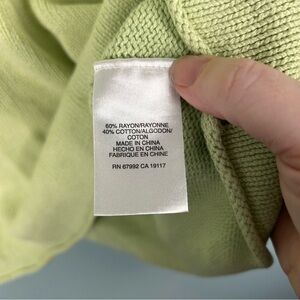 60% RAYON/RAYONNE
40% COTTON/ALGODON/
COTON
MADE IN CHINA
HECHO EN CHINA
FABRIQUE EN CHINE
RN 67992 CA 19117